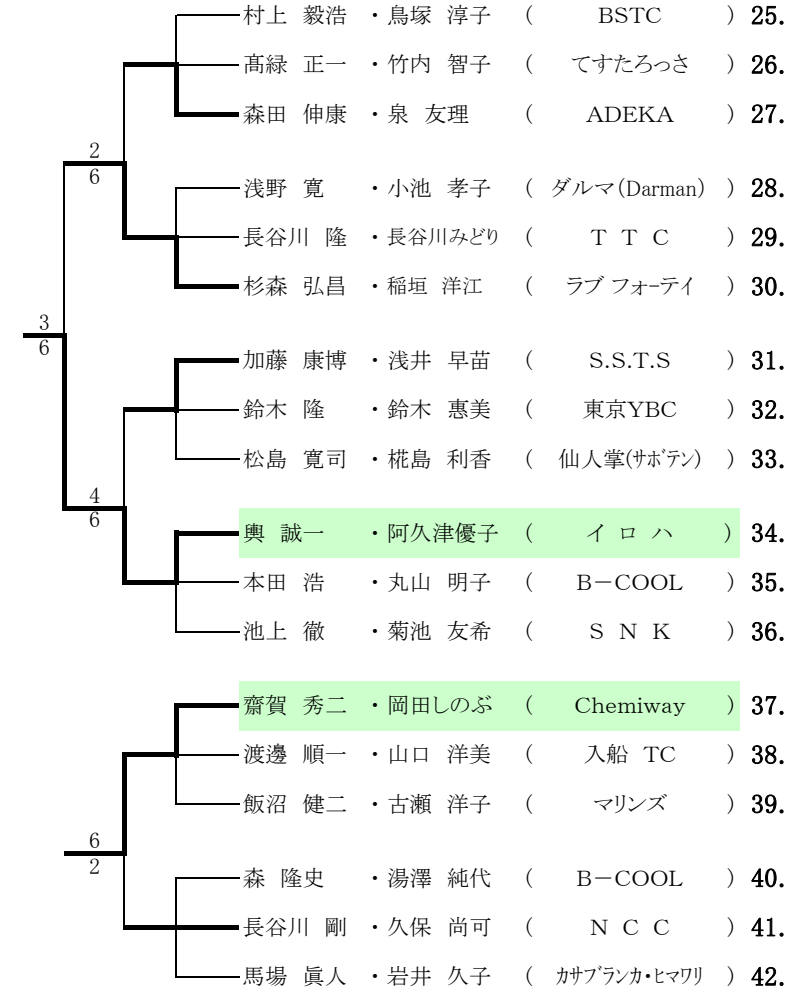 村上 毅浩 ・鳥塚 淳子 ( BSTC ) 25.
髙緑 正一 ・竹内 智子 ( てすたろっさ ) 26.
森田 伸康 ・泉 友理 ( ADEKA ) 27.
2
6
浅野 寛 ・小池 孝子 ( ダルマ(Darman) ) 28.
長谷川 隆 ・長谷川みどり ( T T C ) 29.
杉森 弘昌 ・稲垣 洋江 ( ラブ フォーテイ ) 30.
3
6
加藤 康博 ・浅井 早苗 ( S.S.T.S ) 31.
鈴木 隆 ・鈴木 惠美 ( 東京YBC ) 32.
松島 寛司 ・椛島 利香 ( 仙人掌(サボテン) ) 33.
4
6
輿 誠一 ・阿久津優子 ( イ ロ ハ ) 34.
本田 浩 ・丸山 明子 ( B－COOL ) 35.
池上 徹 ・菊池 友希 ( S N K ) 36.
齋賀 秀二 ・岡田しのぶ ( Chemiway ) 37.
渡邊 順一 ・山口 洋美 ( 入船 TC ) 38.
飯沼 健二 ・古瀬 洋子 ( マリンズ ) 39.
6
2
森 隆史 ・湯澤 純代 ( B－COOL ) 40.
長谷川 剛 ・久保 尚可 ( N C C ) 41.
馬場 眞人 ・岩井 久子 ( カサブランカ・ヒマワリ ) 42.